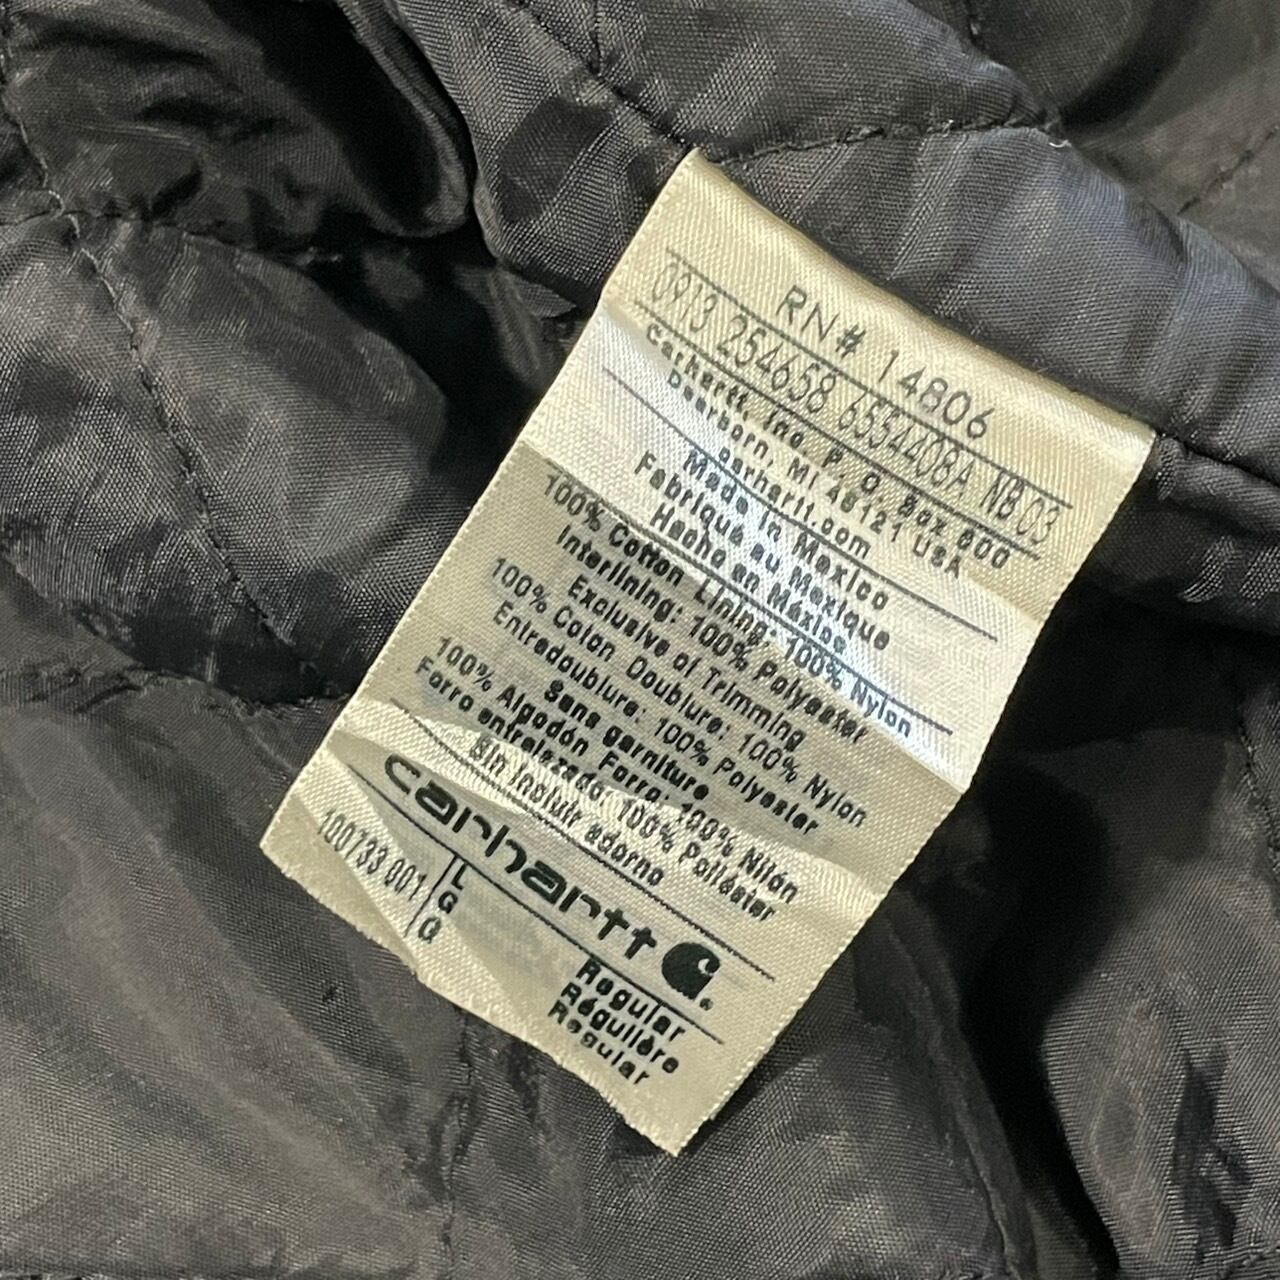 RN# 14806
0913 254658 6554408A NB 03
Carhartt, Inc. P. O. Box 600
Dearborn, MI 48121 USA
carhartt.com
Made in Mexico
Fabriqué au Mexique
Hecho en México
100% Cotton Lining: 100% Nylon
Interlining: 100% Polyester
Exclusive of Trimming
100% Coton Doublure: 100% Nylon
Entredoublure: 100% Polyester
Sans garniture
100% Algodón Forro: 100% Nilón
Forro entrelazado: 100% Poliéster
Sin incluir adorno
carhartt
100733 001
L
G
G
Regular
Régulière
Regular